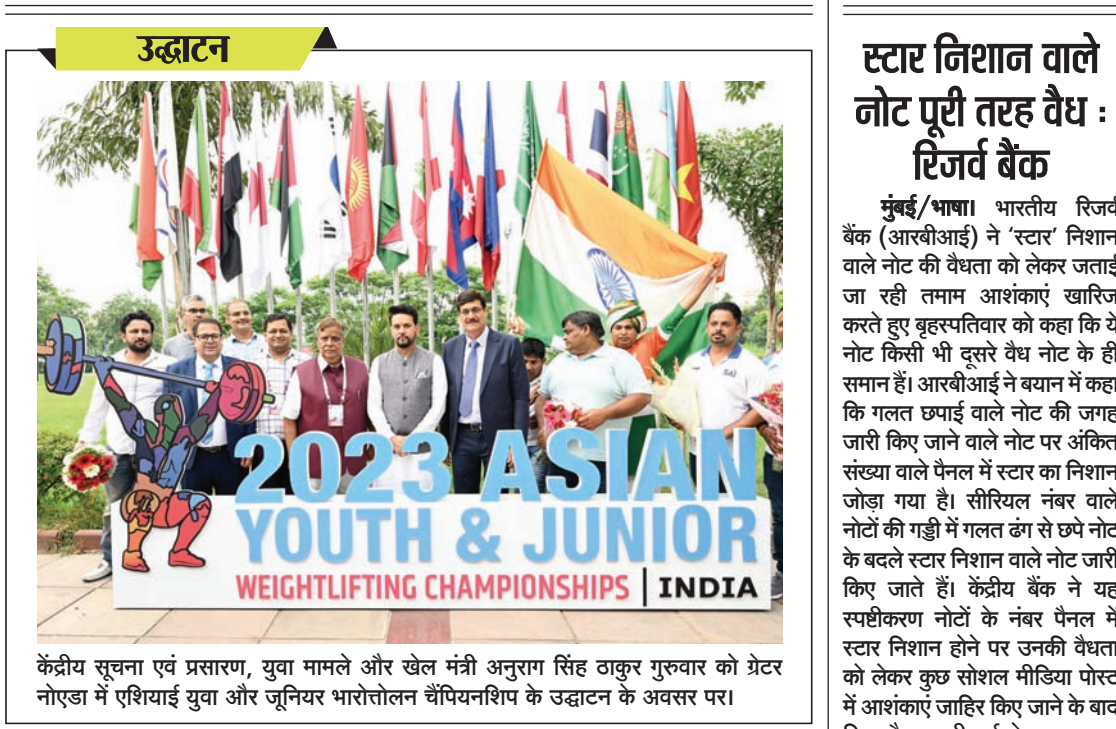 उद्घाटन
2023 ASIAN
YOUTH & JUNIOR
WEIGHTLIFTING CHAMPIONSHIPS | INDIA
केंद्रीय सूचना एवं प्रसारण, युवा मामले और खेल मंत्री अनुराग सिंह ठाकुर गुरुवार को ग्रेटर
नोएडा में एशियाई युवा और जूनियर भारोत्तोलन चैंपियनशिप के उद्घाटन के अवसर पर।
स्टार निशान वाले
नोट पूरी तरह वैध :
रिजर्व बैंक
मुंबई/भाषा। भारतीय रिजर्व
बैंक (आरबीआई) ने ‘स्टार’ निशान
वाले नोट की वैधता को लेकर जताई
जा रही तमाम आशंकाएं खारिज
करते हुए बृहस्पतिवार को कहा कि ये
नोट किसी भी दूसरे वैध नोट के ही
समान हैं। आरबीआई ने बयान में कहा
कि गलत छपाई वाले नोट की जगह
जारी किए जाने वाले नोट पर अंकित
संख्या वाले पैनल में स्टार का निशान
जोड़ा गया है। सीरियल नंबर वाले
नोटों की गड्डी में गलत ढंग से छपे नोट
के बदले स्टार निशान वाले नोट जारी
किए जाते हैं। केंद्रीय बैंक ने यह
स्पष्टीकरण नोटों के नंबर पैनल में
स्टार निशान होने पर उनकी वैधता
को लेकर कुछ सोशल मीडिया पोस्ट
में आशंकाएं जाहिर किए जाने के बाद